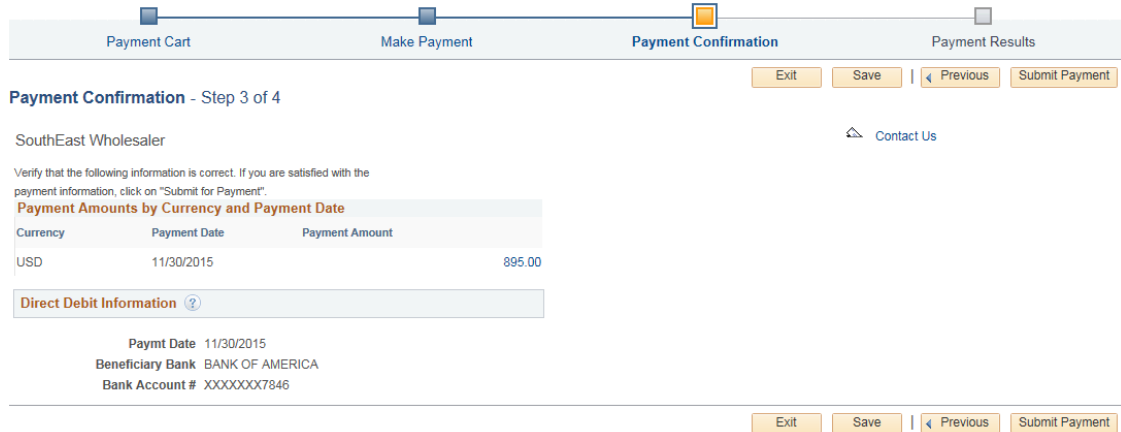 Payment Cart Make Payment Payment Confirmation Payment Results
Exit Save | Previous Submit Payment
Payment Confirmation - Step 3 of 4
SouthEast Wholesaler
Contact Us
Verify that the following information is correct. If you are satisfied with the
payment information, click on "Submit for Payment".
Payment Amounts by Currency and Payment Date
Currency Payment Date Payment Amount
USD 11/30/2015 895.00
Direct Debit Information ?
Paymt Date 11/30/2015
Beneficiary Bank BANK OF AMERICA
Bank Account # XXXXXXX7846
Exit Save | Previous Submit Payment